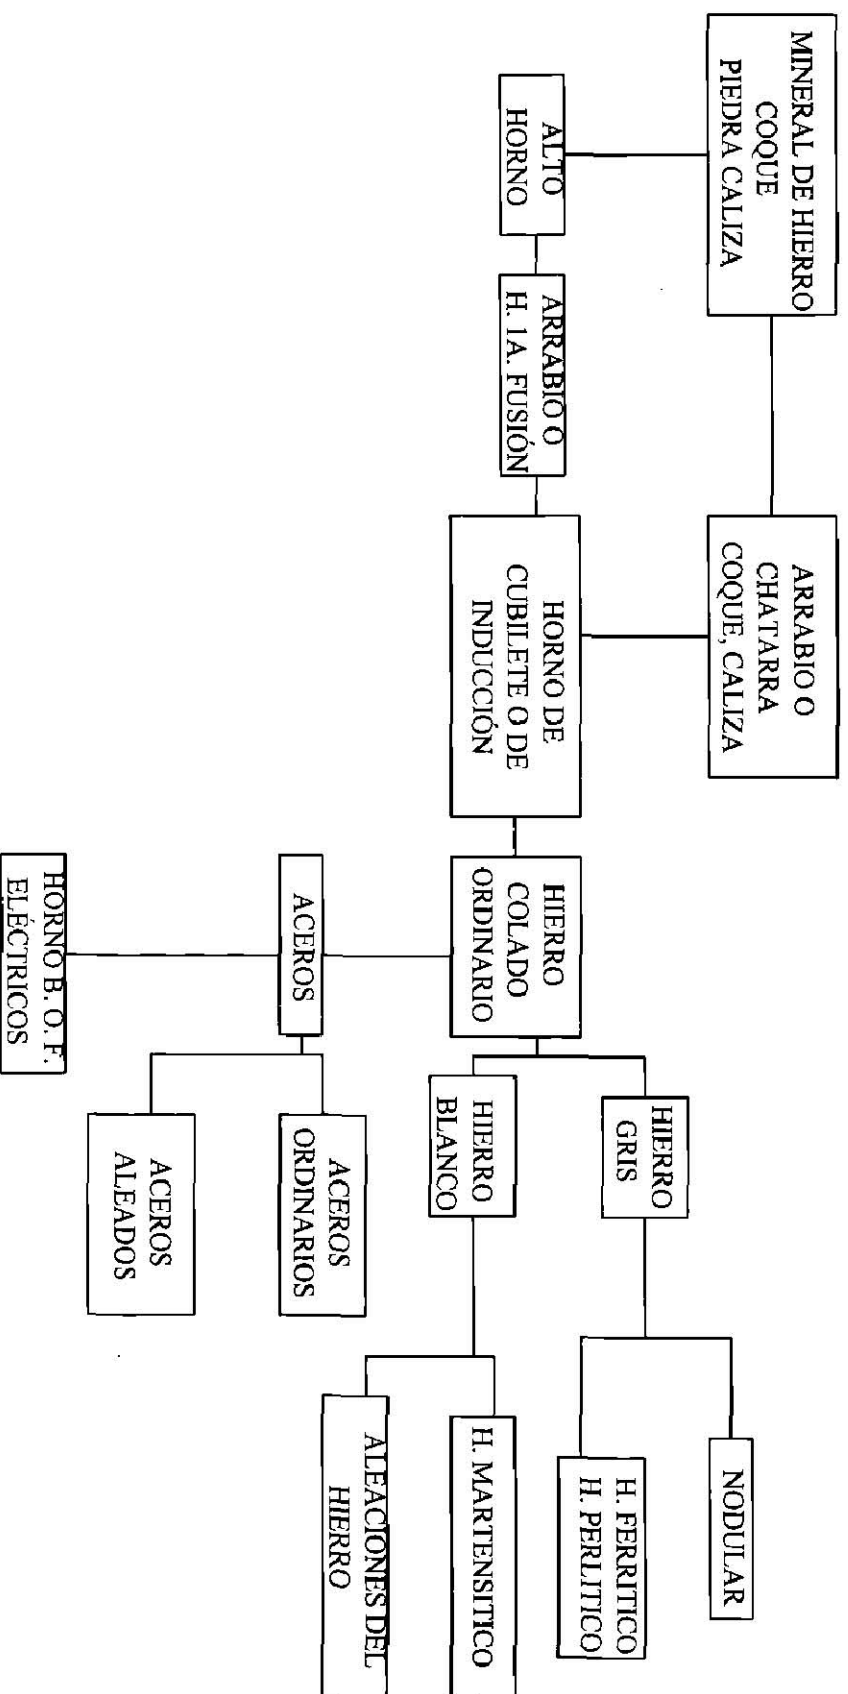 MINERAL DE HIERRO
COQUE
PIEDRA CALIZA
ARRABIO O
CHATARRA
COQUE, CALIZA
ALTO
HORNO
ARRABIO O
H. 1A. FUSIÓN
HORNO DE
CUBILETE O DE
INDUCCIÓN
HIERRO
COLADO
ORDINARIO
HIERRO
GRIS
NODULAR
H. FERRITICO
H. PERLITICO
HIERRO
BLANCO
H. MARTENSITICO
ALEACIONES DEL
HIERRO
ACEROS
ACEROS
ORDINARIOS
ACEROS
ALEADOS
HORNO B. O. F.
ELÉCTRICOS